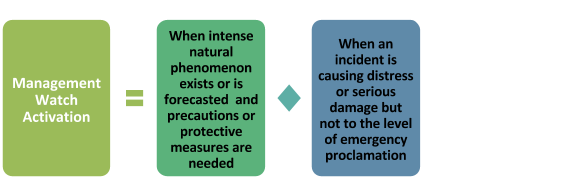 Management
Watch
Activation
When intense
natural
phenomenon
exists or is
forecasted and
precautions or
protective
measures are
needed
When an
incident is
causing distress
or serious
damage but
not to the level
of emergency
proclamation